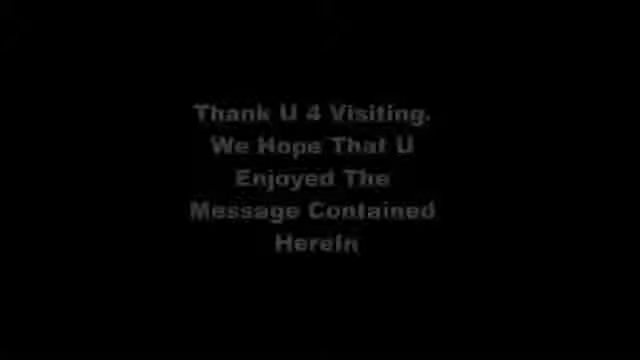 Thank U 4 Visiting.
We Hope That U
Enjoyed The
Message Contained
HereIn